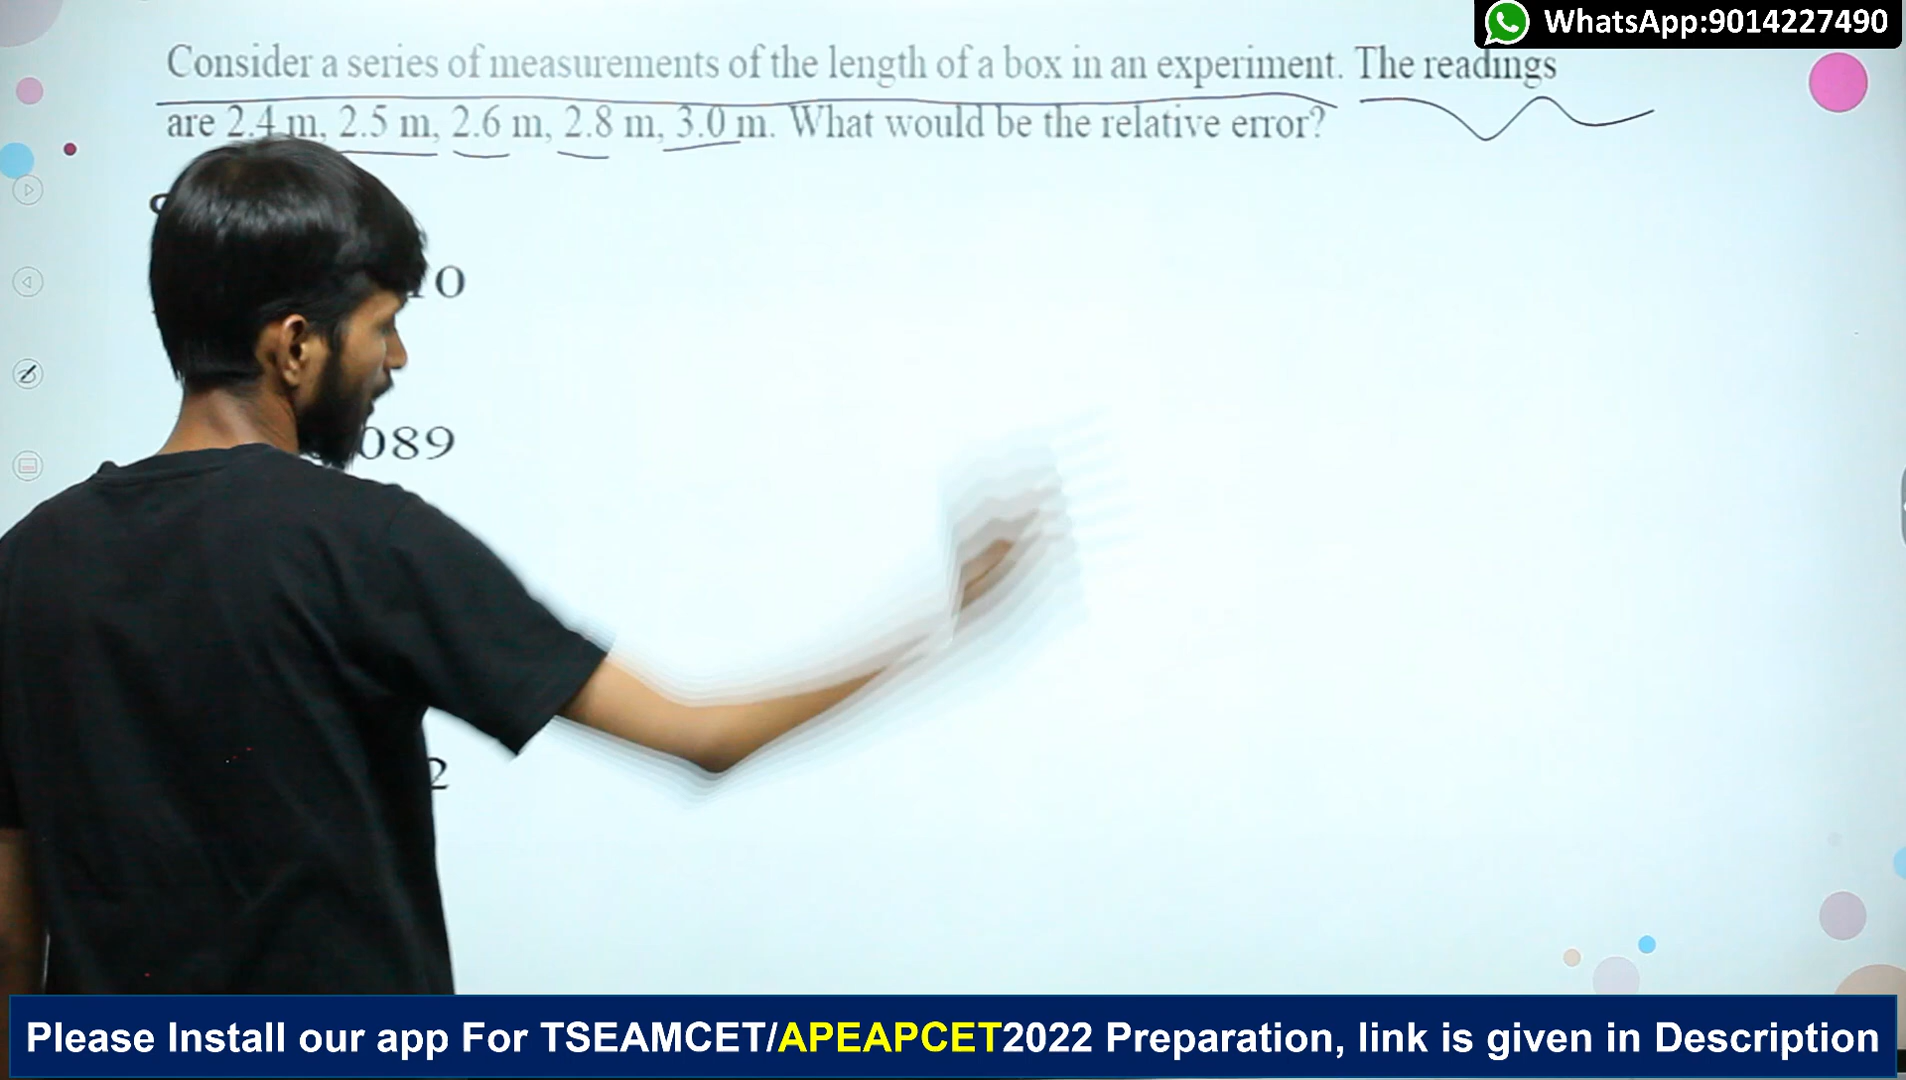 WhatsApp:9014227490
Consider a series of measurements of the length of a box in an experiment. The readings
are 2.4 m, 2.5 m, 2.6 m, 2.8 m, 3.0 m. What would be the relative error?
10
089
2
Please Install our app For TSEAMCET/APEAPCET2022 Preparation, link is given in Description